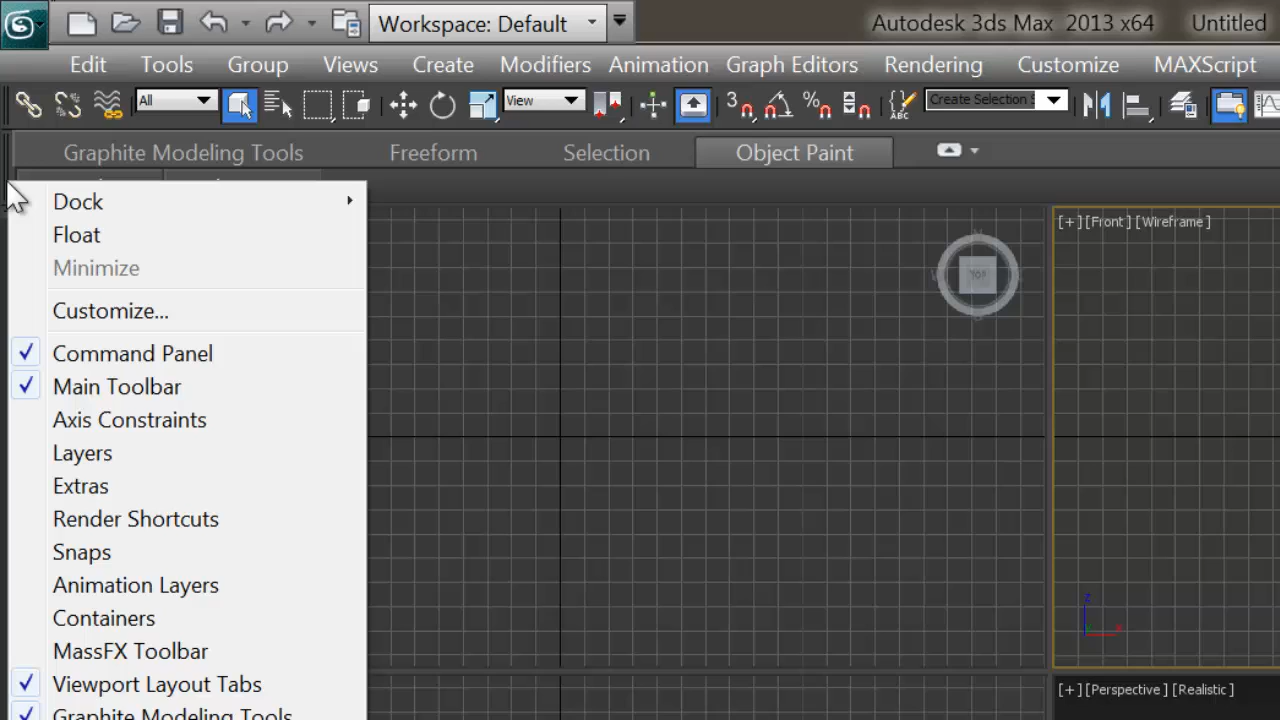 Workspace: Default
Autodesk 3ds Max 2013 x64 Untitled
Edit Tools Group Views Create Modifiers Animation Graph Editors Rendering Customize MAXScript
All
View
3
%
ABC
Create Selection S
Graphite Modeling Tools Freeform Selection Object Paint
Dock
Float
Minimize
Customize...
Command Panel
Main Toolbar
Axis Constraints
Layers
Extras
Render Shortcuts
Snaps
Animation Layers
Containers
MassFX Toolbar
Viewport Layout Tabs
Graphite Modeling Tools
TOP
[+] [Front ] [Wireframe ]
z
x
[+] [Perspective ] [Realistic ]